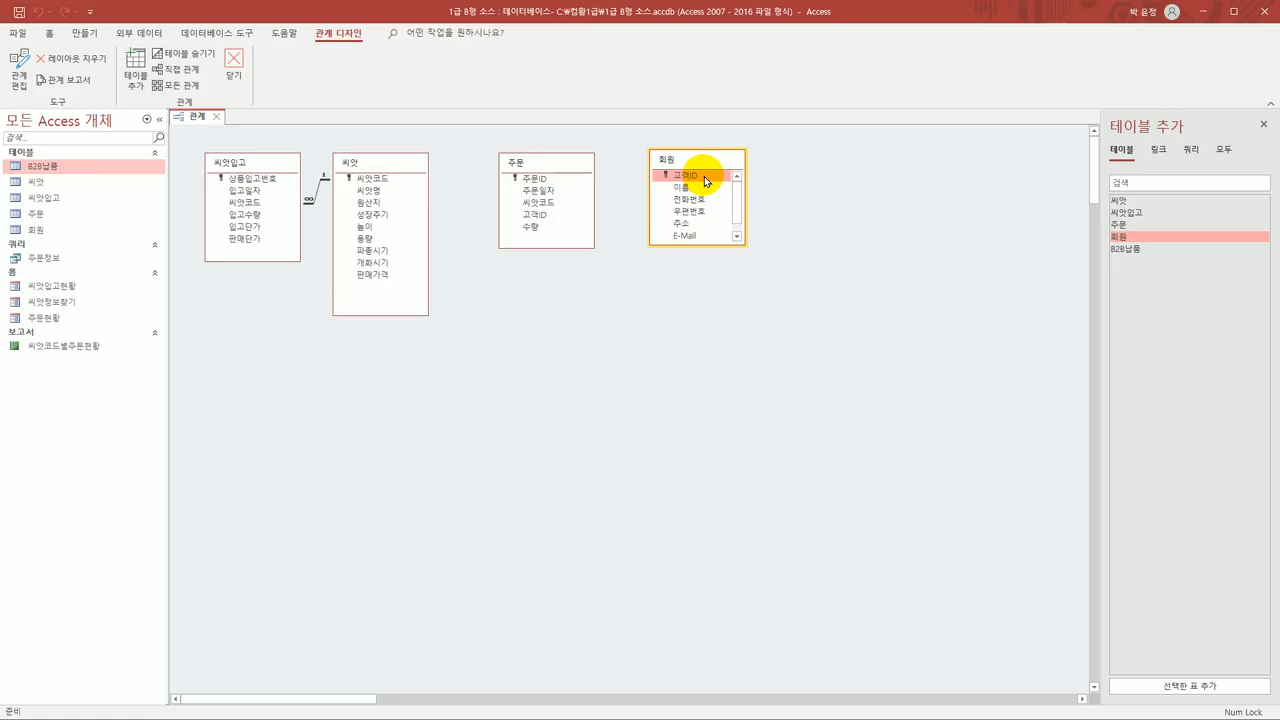 1급 B형 소스 : 데이터베이스- C:₩컴활1급₩1급 B형 소스.accdb (Access 2007 - 2016 파일 형식) - Access
박 윤정
파일 홈 만들기 외부 데이터 데이터베이스 도구 도움말 관계 디자인 어떤 작업을 원하시나요?
관계 편집
레이아웃 지우기
관계 보고서
도구
테이블 추가
테이블 숨기기
직접 관계
모든 관계
관계
닫기
모든 Access 개체
검색...
테이블
B2B납품
씨앗
씨앗입고
주문
회원
쿼리
주문정보
폼
씨앗입고현황
씨앗정보찾기
주문현황
보고서
씨앗코드별주문현황
관계
씨앗입고
상품입고번호
입고일자
씨앗코드
입고수량
입고단가
판매단가
1
∞
씨앗
씨앗코드
씨앗명
원산지
성장주기
높이
용량
파종시기
개화시기
판매가격
주문
주문ID
주문일자
씨앗코드
고객ID
수량
회원
고객ID
이름
전화번호
우편번호
주소
E-Mail
테이블 추가
테이블 링크 쿼리 모두
검색
씨앗
씨앗입고
주문
회원
B2B납품
선택한 표 추가
준비
Num Lock